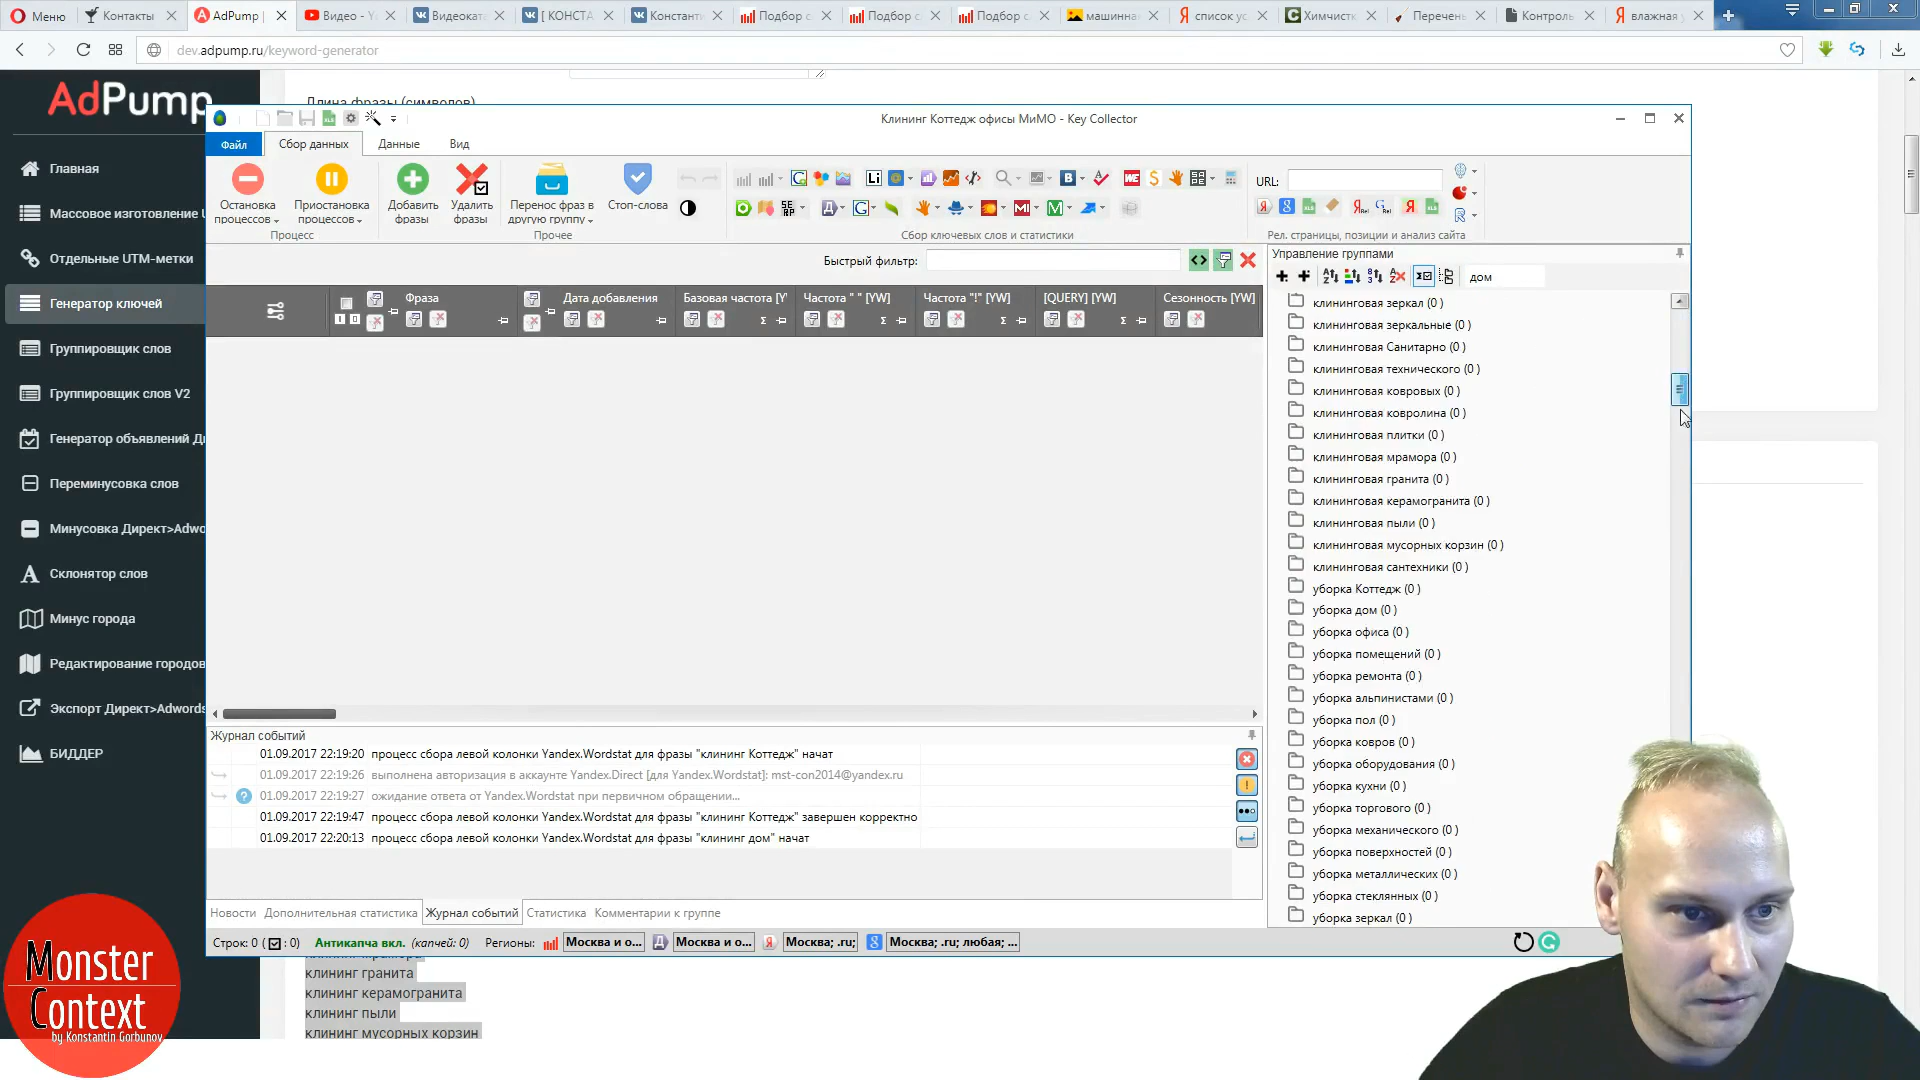 Меню
Контакты
AdPump
Видео - Y
Видеокат
[ КОНСТА
Константи
Подбор с
Подбор с
Подбор с
машинна
список ус
Химчистк
Перечень
Контроль
влажная
dev.adpump.ru/keyword-generator
AdPump
Длина фразы (символов)
Главная
Массовое изготовление
Отдельные UTM-метки
Генератор ключей
Группировщик слов
Группировщик слов V2
Генератор объявлений Ди
Переминусовка слов
Минусовка Директ>Adwo
Склонятор слов
Минус города
Редактирование городов
Экспорт Директ>Adwords
БИДДЕР
Клининг Коттедж офисы МиМО - Key Collector
Файл
Сбор данных
Данные
Вид
Остановка процессов
Приостановка процессов
Добавить фразы
Удалить фразы
Перенос фраз в другую группу
Стоп-слова
URL:
Процесс
Прочее
Сбор ключевых слов и статистики
Рел. страницы, позиции и анализ сайта
Быстрый фильтр:
Фраза
Дата добавления
Базовая частота [Y
Частота " " [YW]
Частота "!" [YW]
[QUERY] [YW]
Сезонность [YW]
Управление группами
дом
клининговая зеркал (0 )
клининговая зеркальные (0 )
клининговая Санитарно (0 )
клининговая технического (0 )
клининговая ковровых (0 )
клининговая ковролина (0 )
клининговая плитки (0 )
клининговая мрамора (0 )
клининговая гранита (0 )
клининговая керамогранита (0 )
клининговая пыли (0 )
клининговая мусорных корзин (0 )
клининговая сантехники (0 )
уборка Коттедж (0 )
уборка дом (0 )
уборка офиса (0 )
уборка помещений (0 )
уборка ремонта (0 )
уборка альпинистами (0 )
уборка пол (0 )
уборка ковров (0 )
уборка оборудования (0 )
уборка кухни (0 )
уборка торгового (0 )
уборка механического (0 )
уборка поверхностей (0 )
уборка металлических (0 )
уборка стеклянных (0 )
уборка зеркал (0 )
Журнал событий
01.09.2017 22:19:20 процесс сбора левой колонки Yandex.Wordstat для фразы "клининг Коттедж" начат
01.09.2017 22:19:26 выполнена авторизация в аккаунте Yandex.Direct [для Yandex.Wordstat]: mst-con2014@yandex.ru
01.09.2017 22:19:27 ожидание ответа от Yandex.Wordstat при первичном обращении...
01.09.2017 22:19:47 процесс сбора левой колонки Yandex.Wordstat для фразы "клининг Коттедж" завершен корректно
01.09.2017 22:20:13 процесс сбора левой колонки Yandex.Wordstat для фразы "клининг дом" начат
Новости
Дополнительная статистика
Журнал событий
Статистика
Комментарии к группе
Строк: 0 ( : 0)
Антикапча вкл. (капчей: 0)
Регионы:
Москва и о...
Москва и о...
Москва; .ru;
Москва; .ru; любая; ...
клининг гранита
клининг керамогранита
клининг пыли
клининг мусорных корзин
Monster
Context
by Konstantin Gorbunov